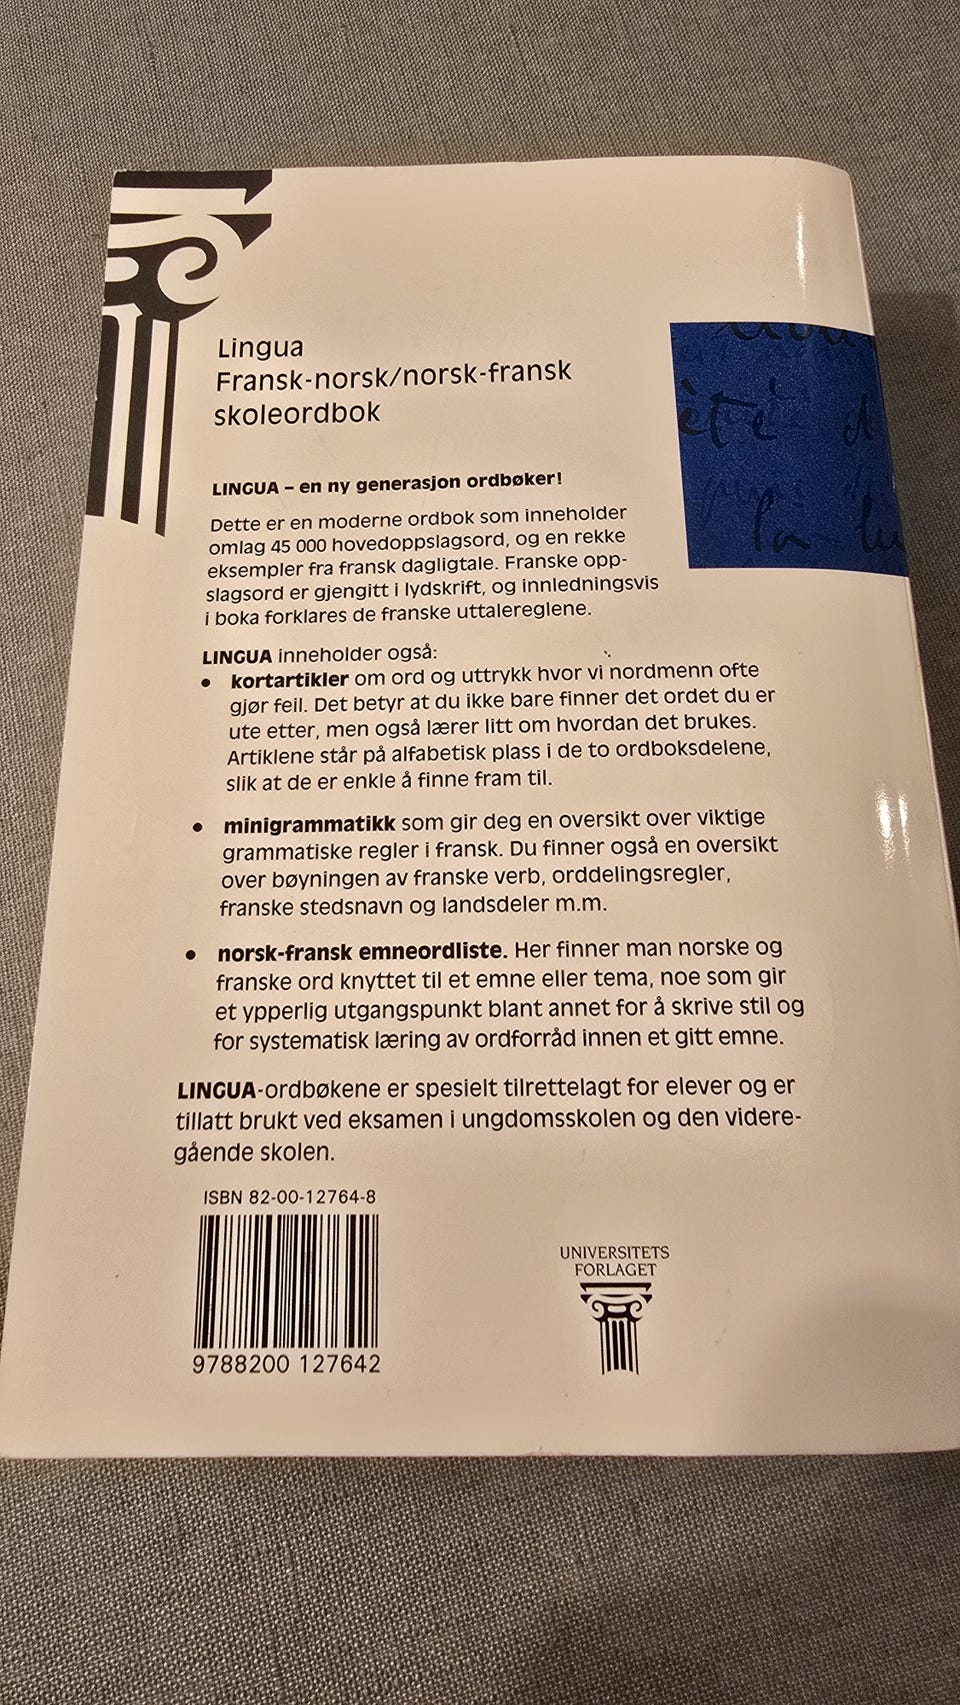 Lingua
Fransk-norsk/norsk-fransk
skoleordbok
LINGUA – en ny generasjon ordbøker!
Dette er en moderne ordbok som inneholder
omlag 45 000 hovedoppslagsord, og en rekke
eksempler fra fransk dagligtale. Franske opp-
slagsord er gjengitt i lydskrift, og innledningsvis
i boka forklares de franske uttalereglene.
LINGUA inneholder også:
• kortartikler om ord og uttrykk hvor vi nordmenn ofte
gjør feil. Det betyr at du ikke bare finner det ordet du er
ute etter, men også lærer litt om hvordan det brukes.
Artiklene står på alfabetisk plass i de to ordboksdelene,
slik at de er enkle å finne fram til.
• minigrammatikk som gir deg en oversikt over viktige
grammatiske regler i fransk. Du finner også en oversikt
over bøyningen av franske verb, orddelingsregler,
franske stedsnavn og landsdeler m.m.
• norsk-fransk emneordliste. Her finner man norske og
franske ord knyttet til et emne eller tema, noe som gir
et ypperlig utgangspunkt blant annet for å skrive stil og
for systematisk læring av ordforråd innen et gitt emne.
LINGUA-ordbøkene er spesielt tilrettelagt for elever og er
tillatt brukt ved eksamen i ungdomsskolen og den videre-
gående skolen.
ISBN 82-00-12764-8
9788200 127642
UNIVERSITETS
FORLAGET